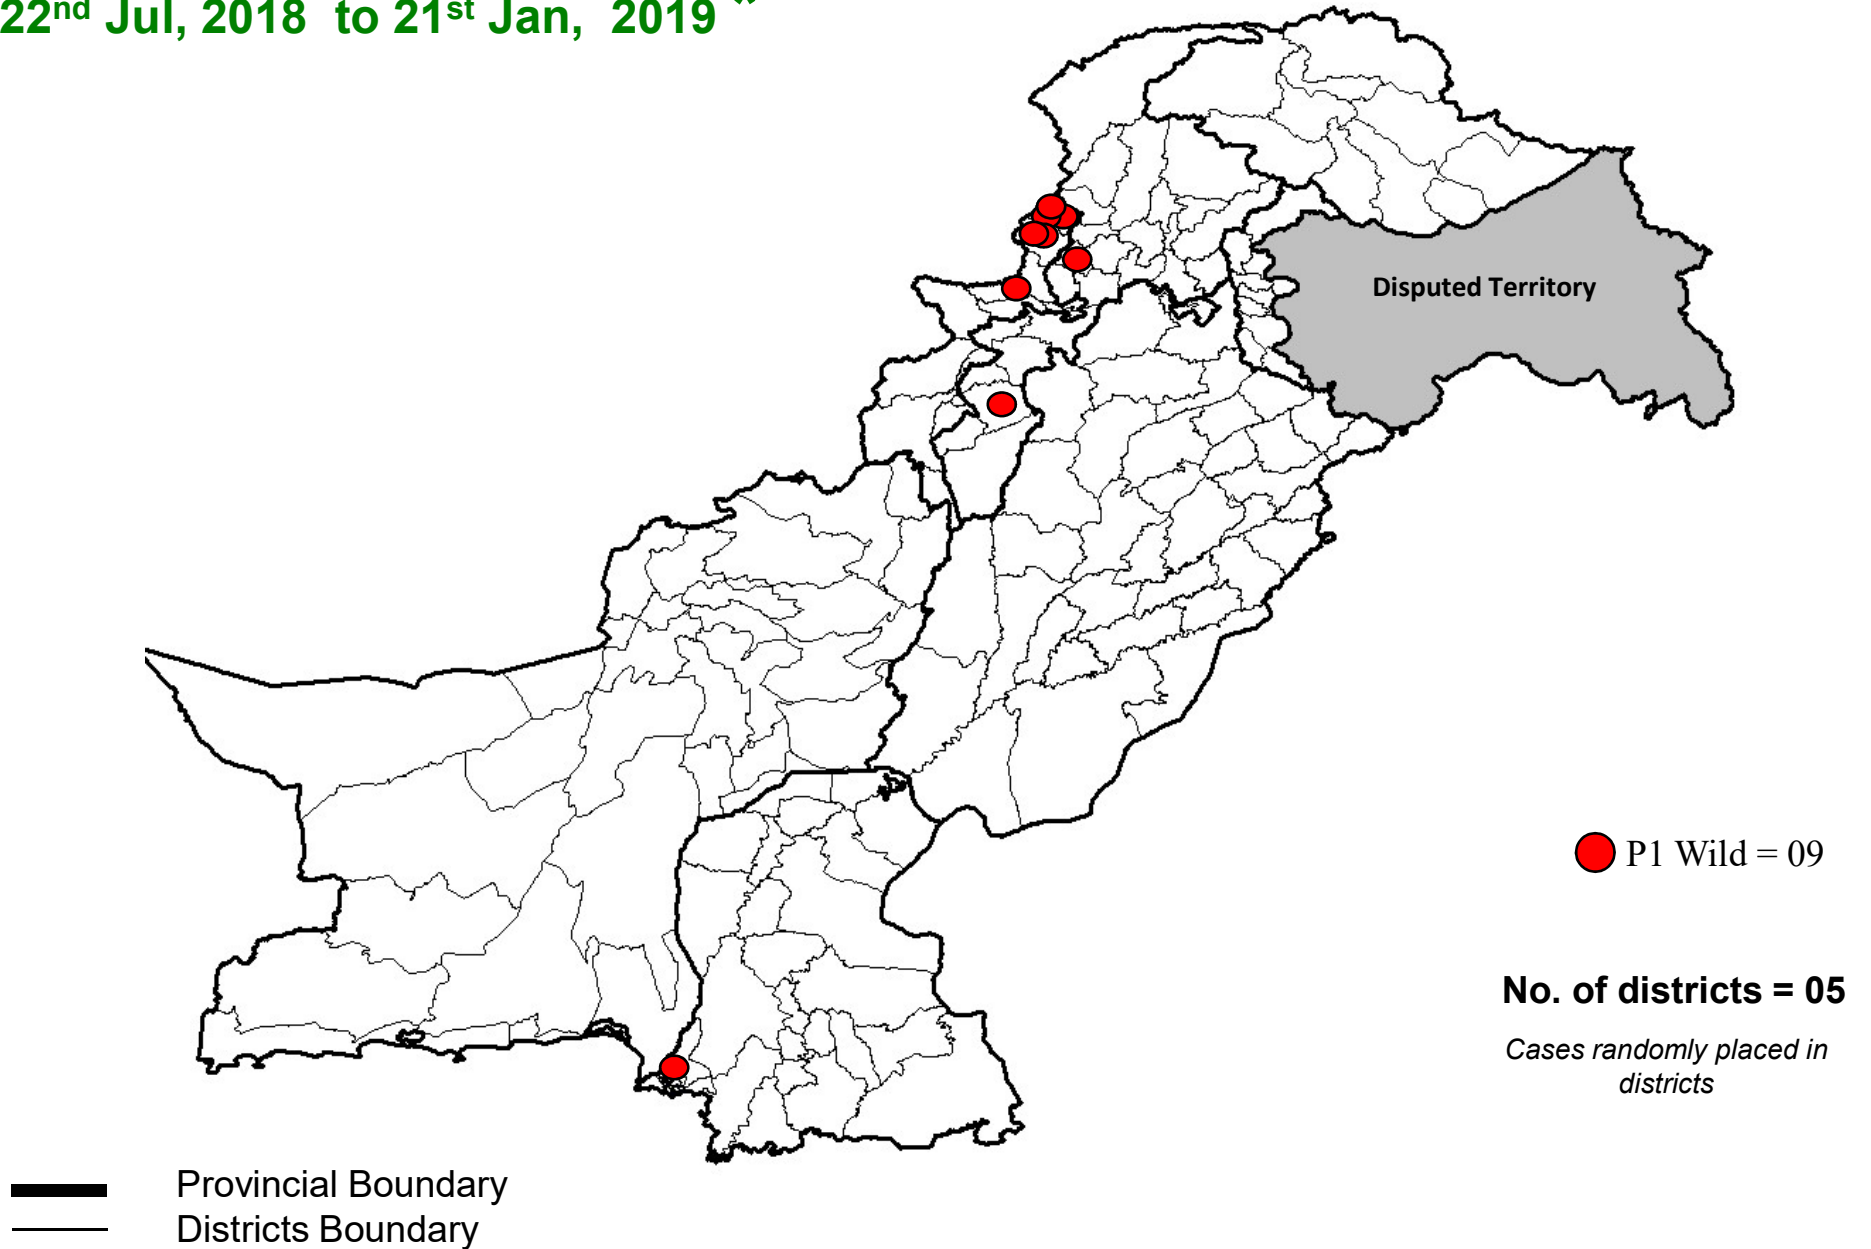 22nd Jul, 2018 to 21st Jan, 2019 *
Disputed Territory
P1 Wild = 09
No. of districts = 05
Cases randomly placed in
districts
Provincial Boundary
Districts Boundary